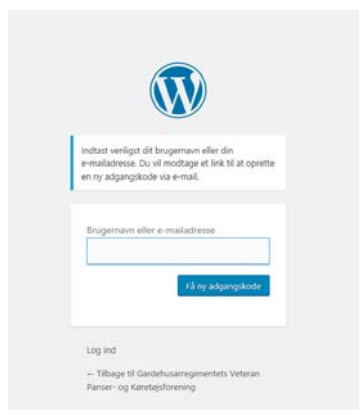 Indtast venligst dit brugernavn eller din
e-mailadresse. Du vil modtage et link til at oprette
en ny adgangskode via e-mail.
Brugernavn eller e-mailadresse
Få ny adgangskode
Log ind
← Tilbage til Gardehusarregimentets Veteran
Panser- og Køretøjsforening